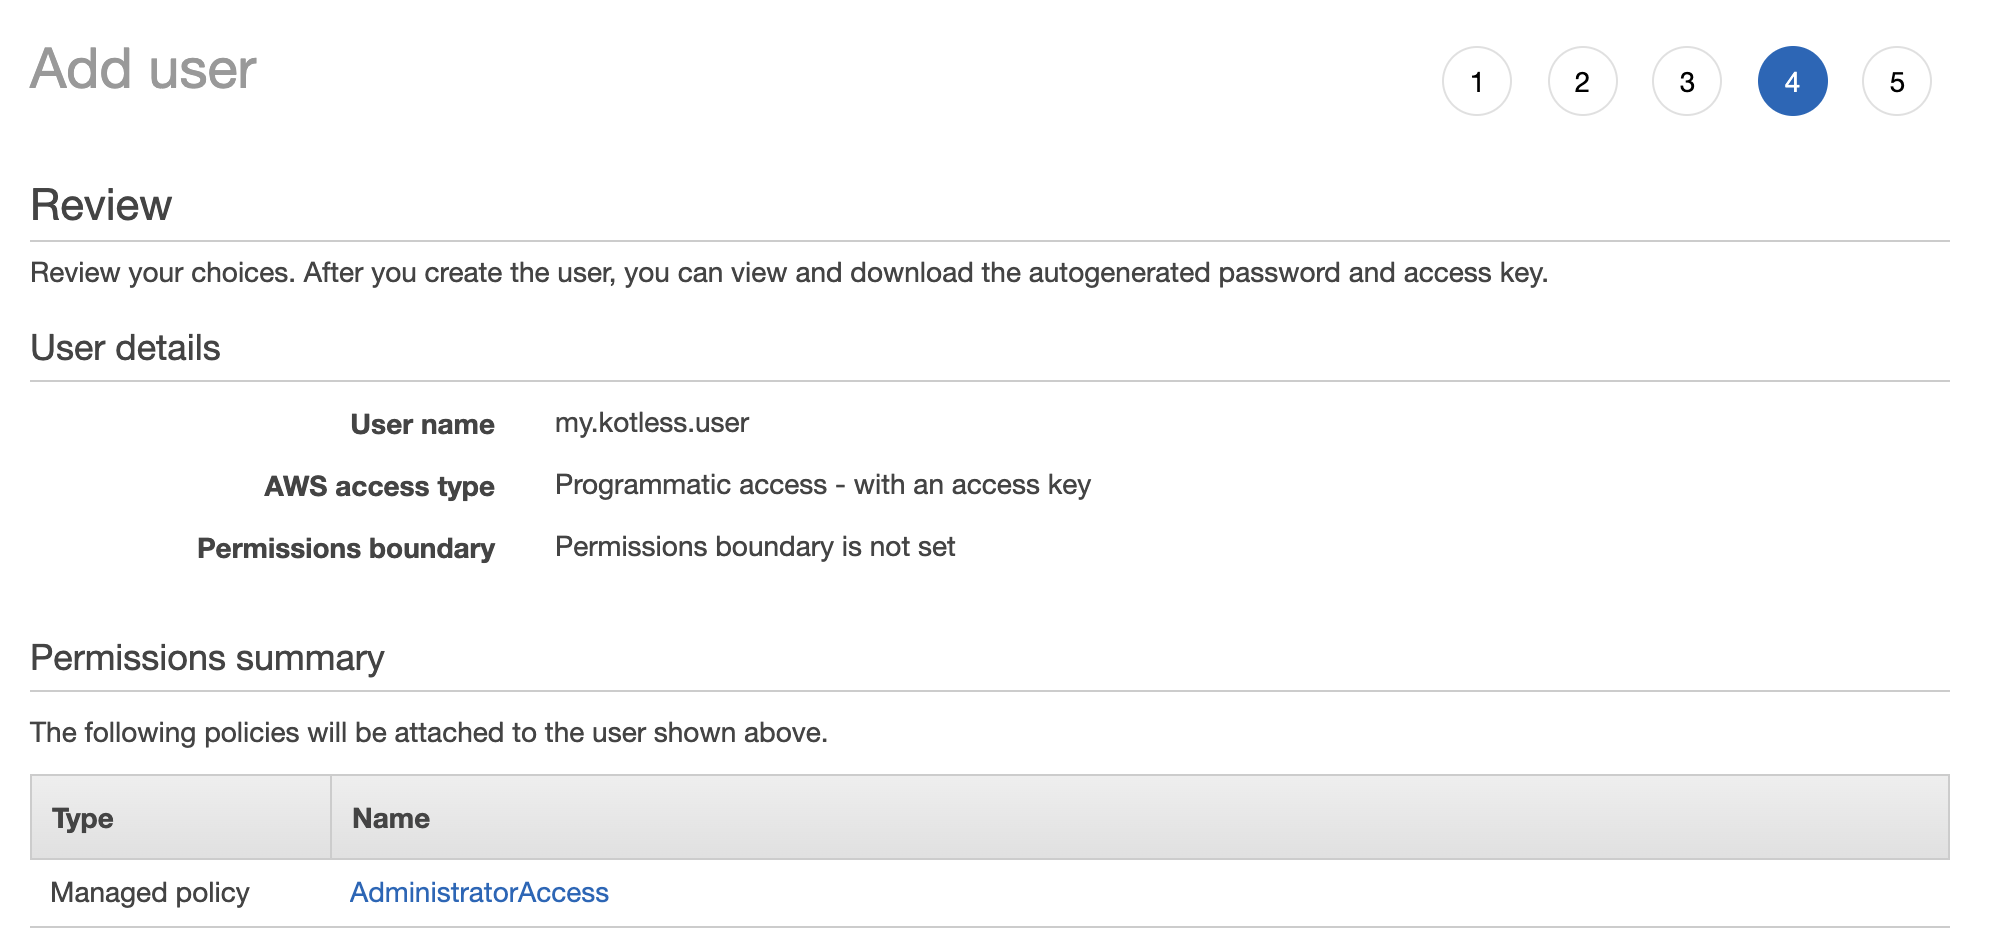 Add user
1 2 3 4 5
Review
Review your choices. After you create the user, you can view and download the autogenerated password and access key.
User details
User name my.kotless.user
AWS access type Programmatic access - with an access key
Permissions boundary Permissions boundary is not set
Permissions summary
The following policies will be attached to the user shown above.
Type Name
Managed policy AdministratorAccess